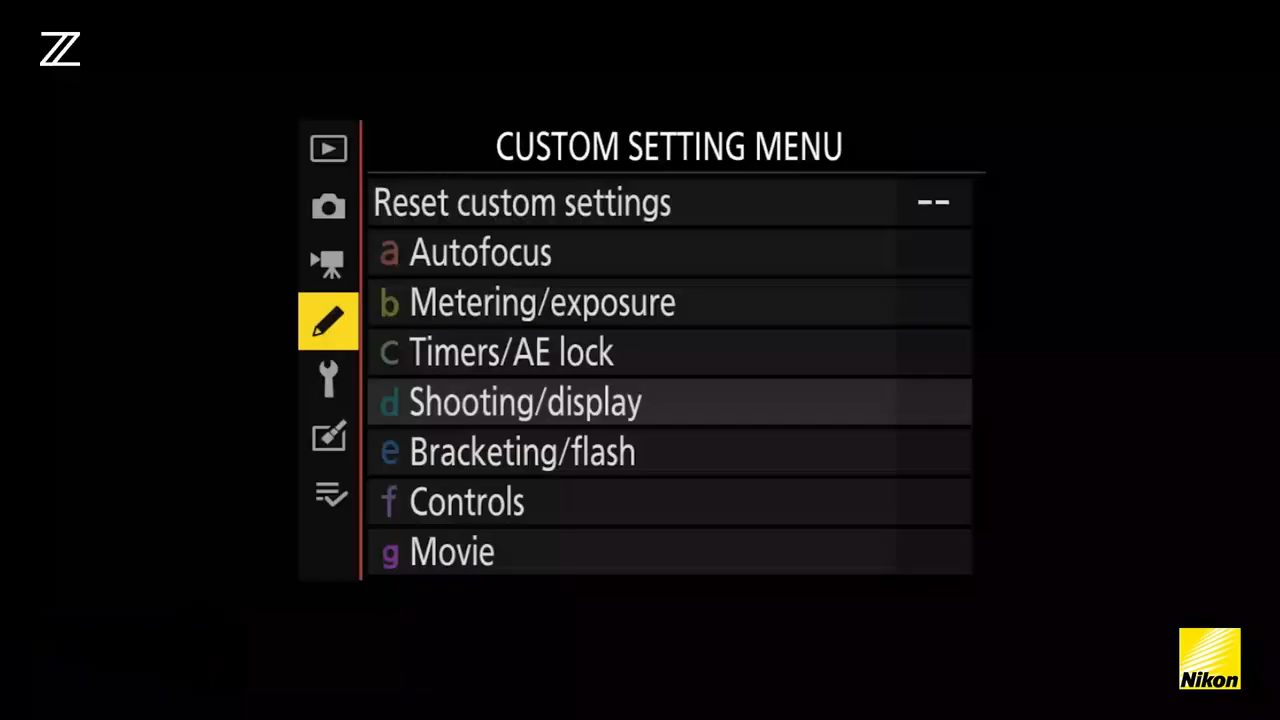 Z
CUSTOM SETTING MENU
Reset custom settings --
a Autofocus
b Metering/exposure
c Timers/AE lock
d Shooting/display
e Bracketing/flash
f Controls
g Movie
Nikon